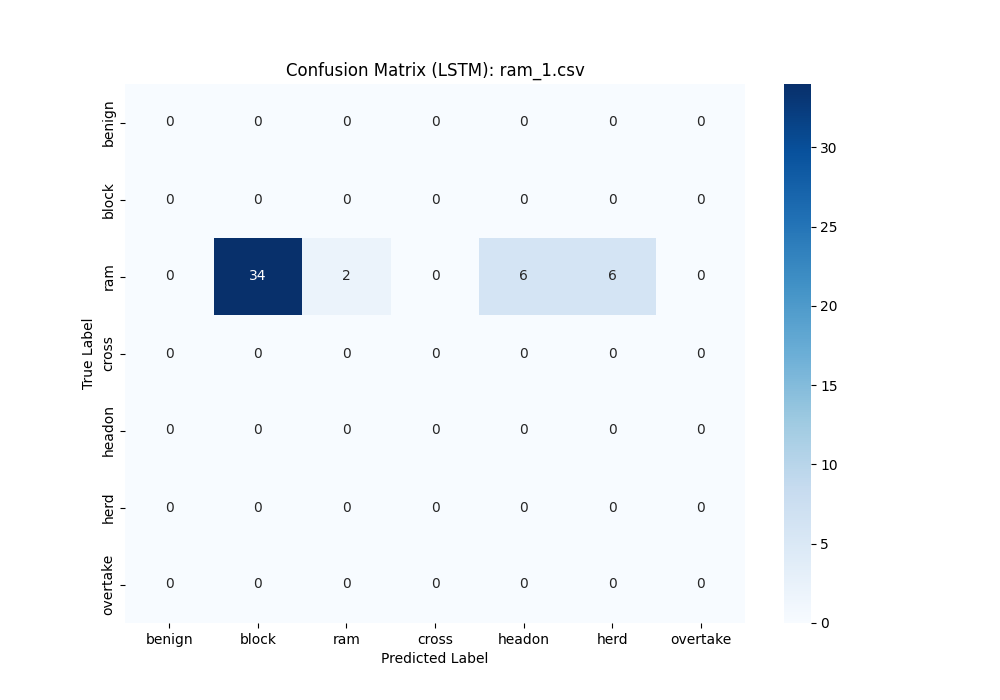 Confusion Matrix (LSTM): ram_1.csv
True Label
benign 0 0 0 0 0 0 0
block 0 0 0 0 0 0 0
ram 0 34 2 0 6 6 0
cross 0 0 0 0 0 0 0
headon 0 0 0 0 0 0 0
herd 0 0 0 0 0 0 0
overtake 0 0 0 0 0 0 0
benign block ram cross headon herd overtake
Predicted Label
30
25
20
15
10
5
0